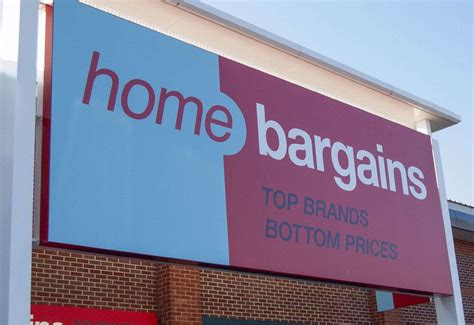 home bargains
TOP BRANDS
BOTTOM PRICES